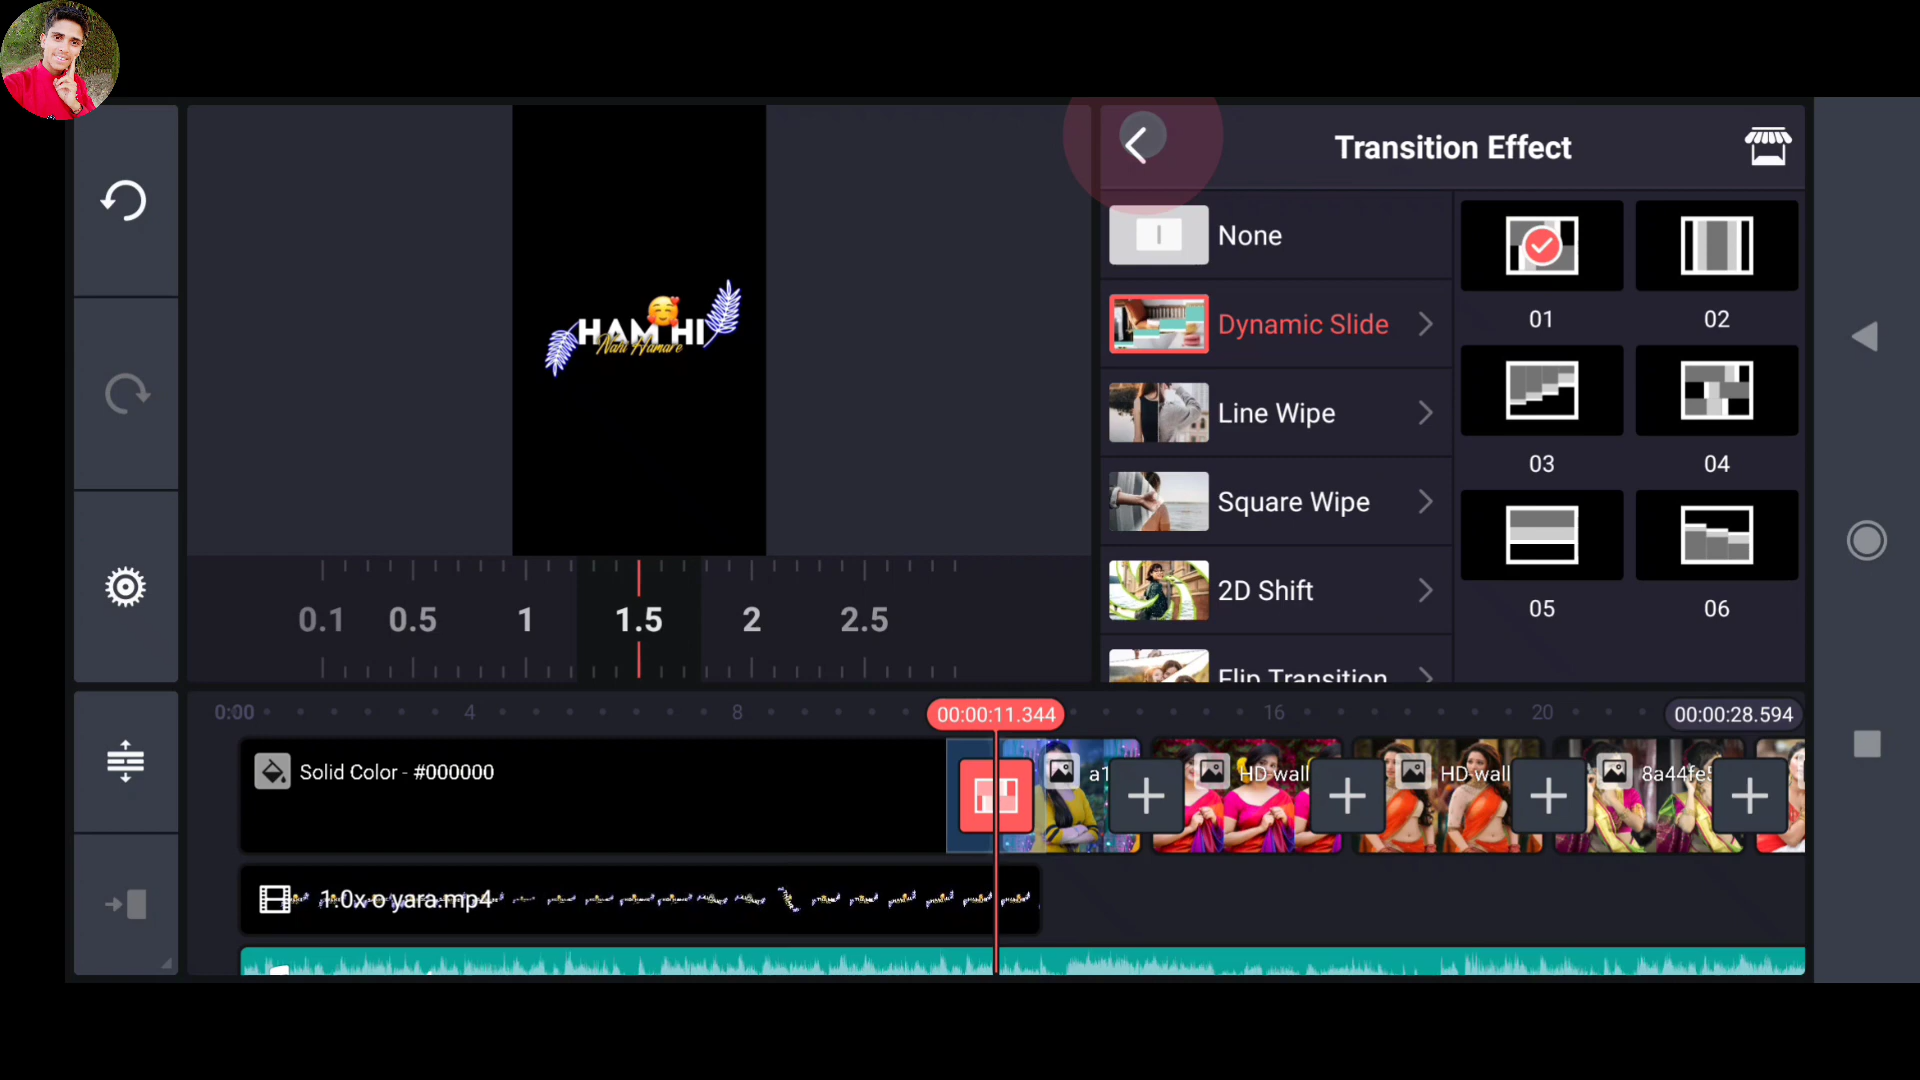 Transition Effect
None
Dynamic Slide
Line Wipe
Square Wipe
2D Shift
Flip Transition
01
02
03
04
05
06
HAM HI
Nahi Hamare
0.1 0.5 1 1.5 2 2.5
0:00 4 8 00:00:11.344 16 20 00:00:28.594
Solid Color - #000000
a1
HD-wall
HD-wall
8a44fe
1.0x o yara.mp4